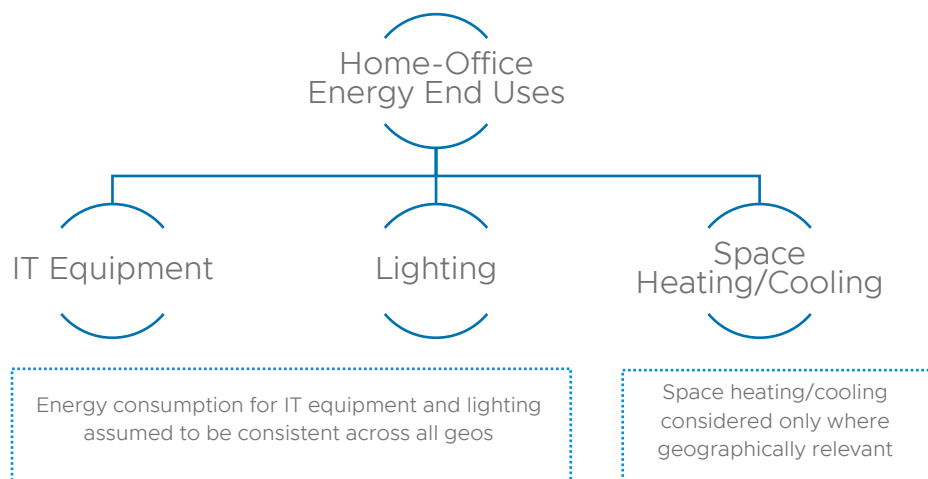 Home-Office
Energy End Uses
IT Equipment
Lighting
Space
Heating/Cooling
Energy consumption for IT equipment and lighting
assumed to be consistent across all geos
Space heating/cooling
considered only where
geographically relevant